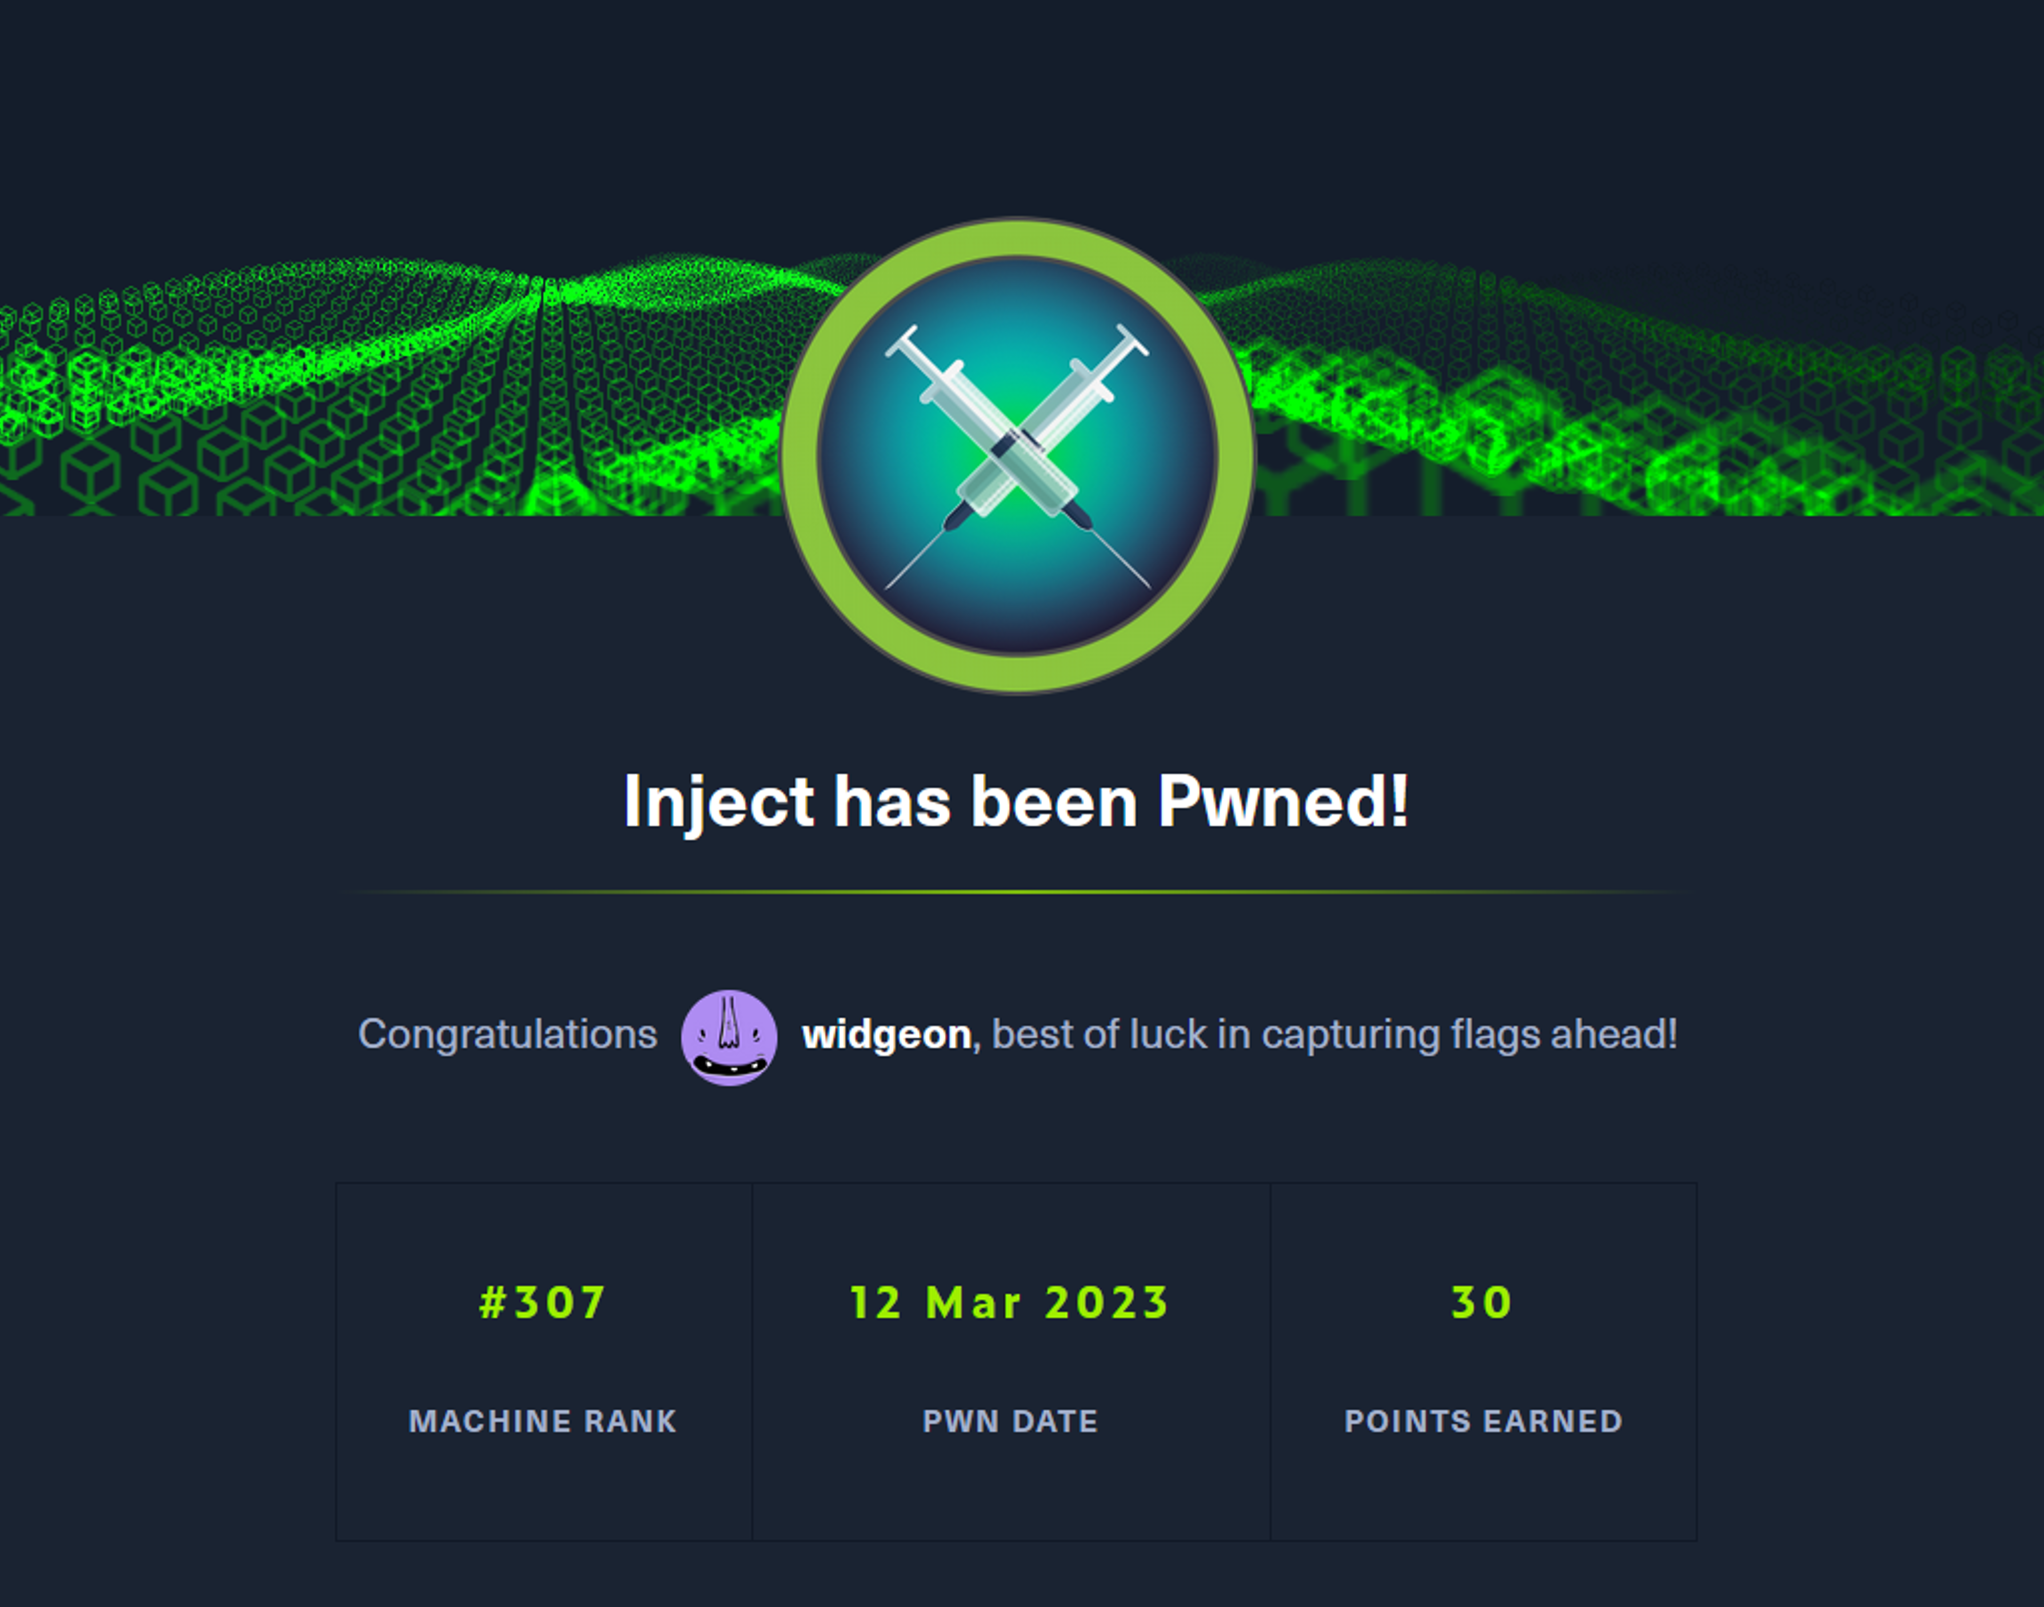 Inject has been Pwned!
Congratulations widgeon, best of luck in capturing flags ahead!
#307
MACHINE RANK
12 Mar 2023
PWN DATE
30
POINTS EARNED